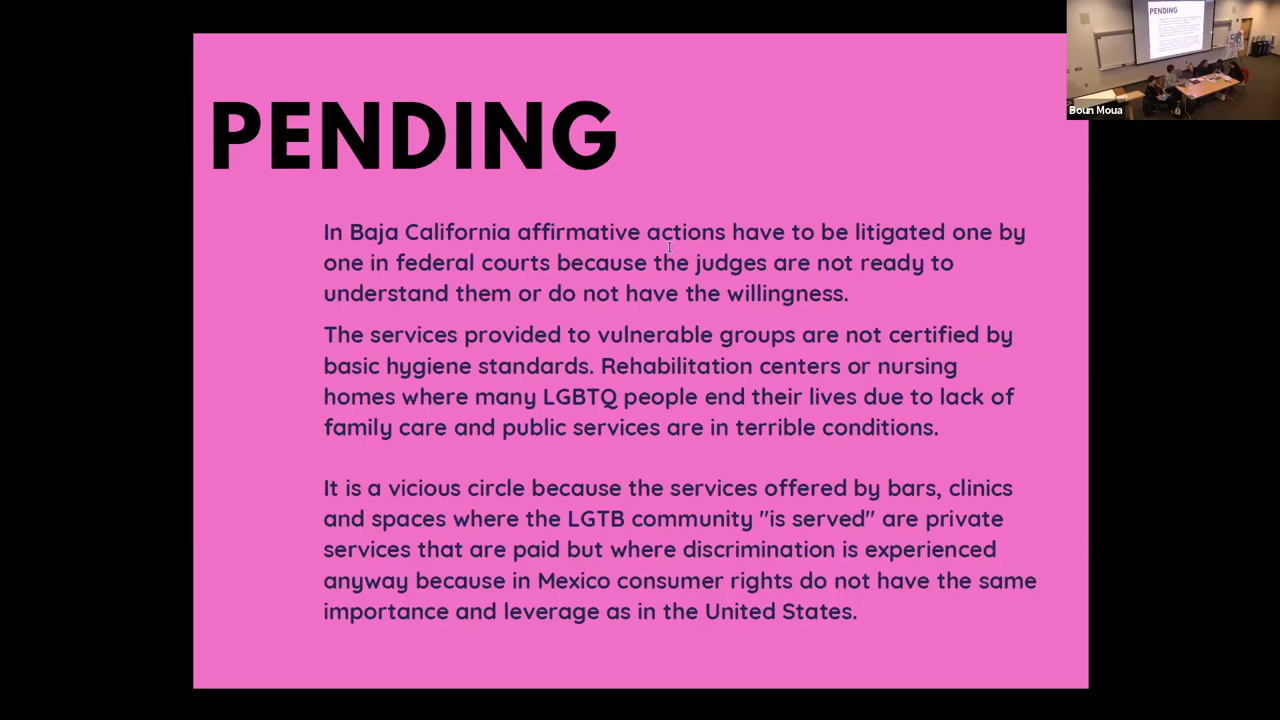 PENDING
In Baja California affirmative actions have to be litigated one by
one in federal courts because the judges are not ready to
understand them or do not have the willingness.
The services provided to vulnerable groups are not certified by
basic hygiene standards. Rehabilitation centers or nursing
homes where many LGBTQ people end their lives due to lack of
family care and public services are in terrible conditions.
It is a vicious circle because the services offered by bars, clinics
and spaces where the LGTB community "is served" are private
services that are paid but where discrimination is experienced
anyway because in Mexico consumer rights do not have the same
importance and leverage as in the United States.
PENDING
Boun Moua